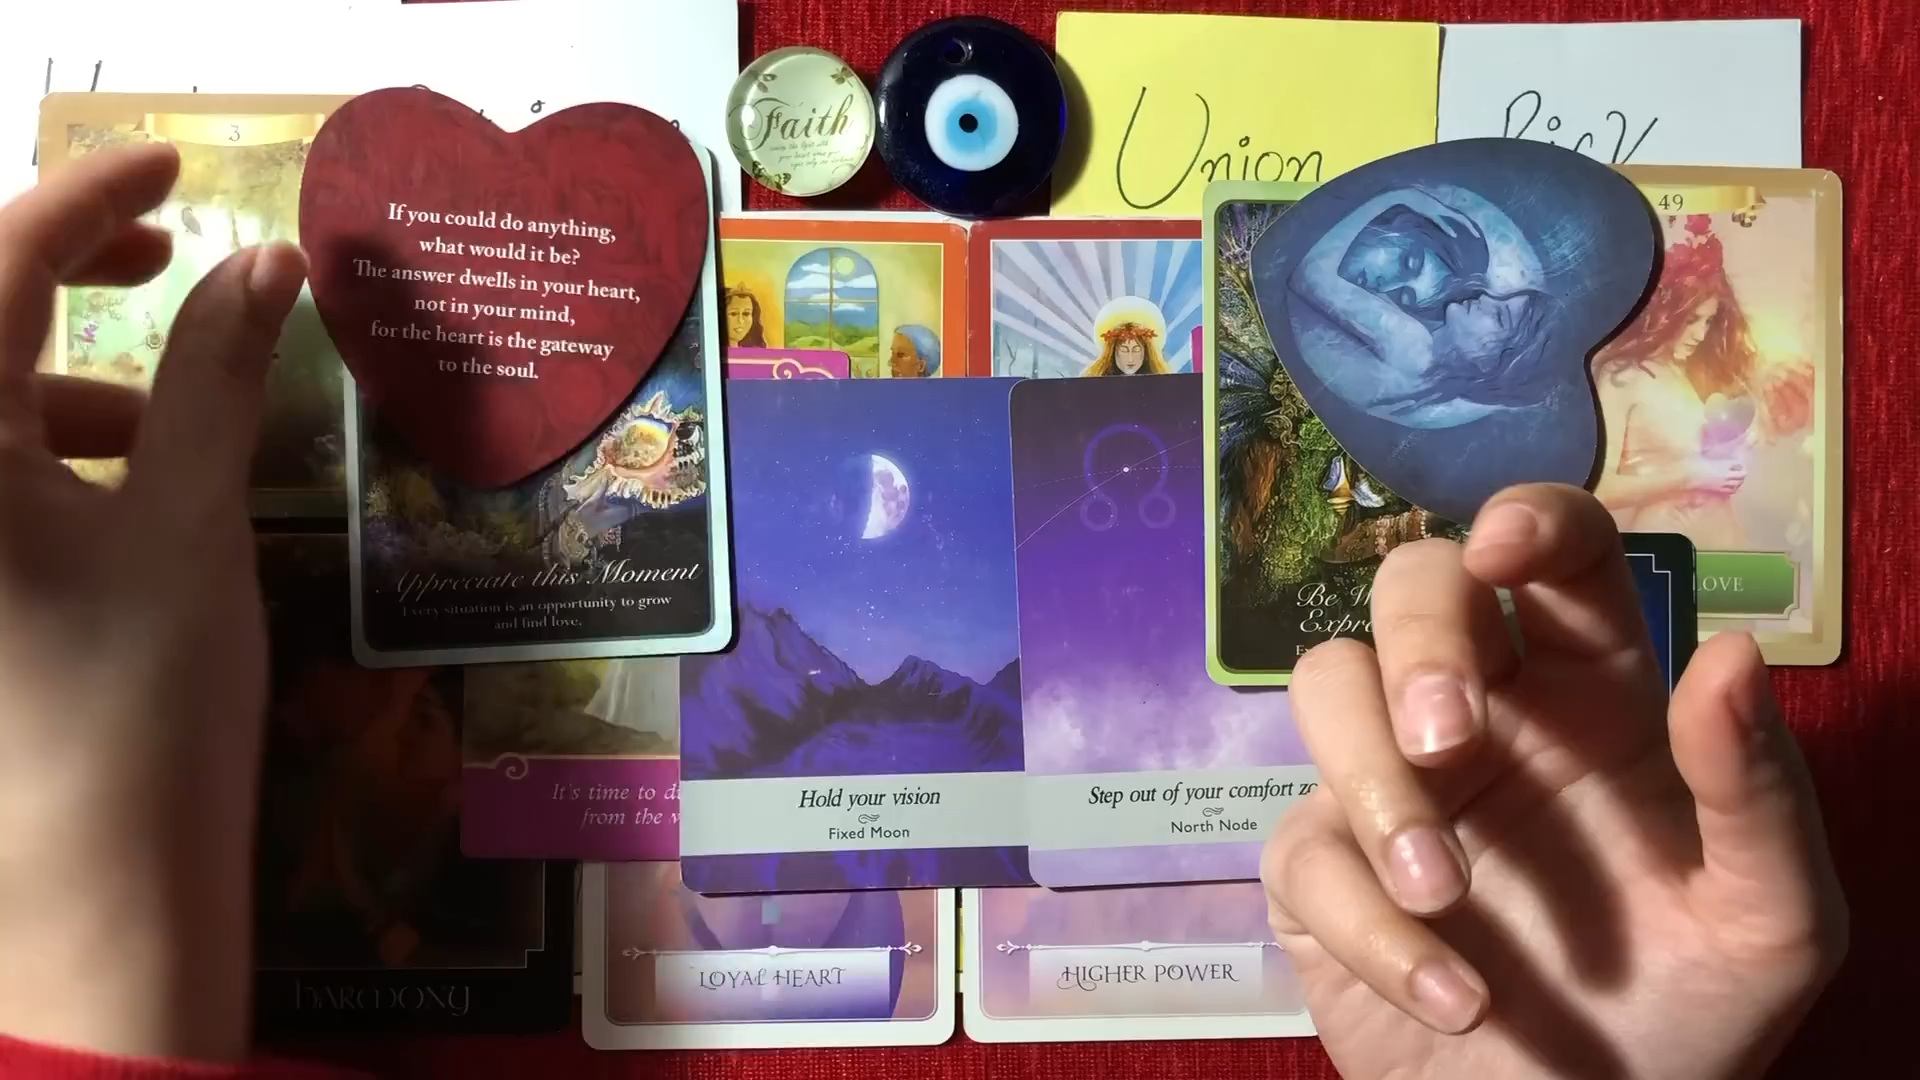 3
If you could do anything,
what would it be?
The answer dwells in your heart,
not in your mind,
for the heart is the gateway
to the soul.
Faith
Union
49
Appreciate this Moment
Every situation is an opportunity to grow
and find love.
Be
LOVE
It's time to
from the
Hold your vision
Fixed Moon
Step out of your comfort
North Node
HARMONY
LOYAL HEART
HIGHER POWER